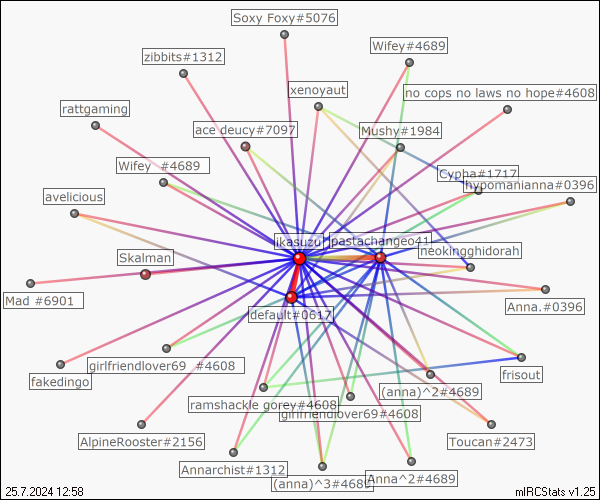 Soxy Foxy#5076
Wifey#4689
zibbits#1312
xenoyaut
no cops no laws no hope#4608
rattgaming
ace deucy#7097
Mushy#1984
Wifey #4689
Cypha#1717
hypomanianna#0396
avelicious
ikasuzu
pastachangeo41
neokingghidorah
Skalman
Mad #6901
default#0617
Anna.#0396
fakedingo
girlfriendlover69 #4608
frisout
(anna)^2#4689
ramshackle gorey#4608
girlfriendlover69#4608
AlpineRooster#2156
Toucan#2473
Annarchist#1312
(anna)^3#4689
Anna^2#4689
25.7.2024 12:58
mIRCStats v1.25